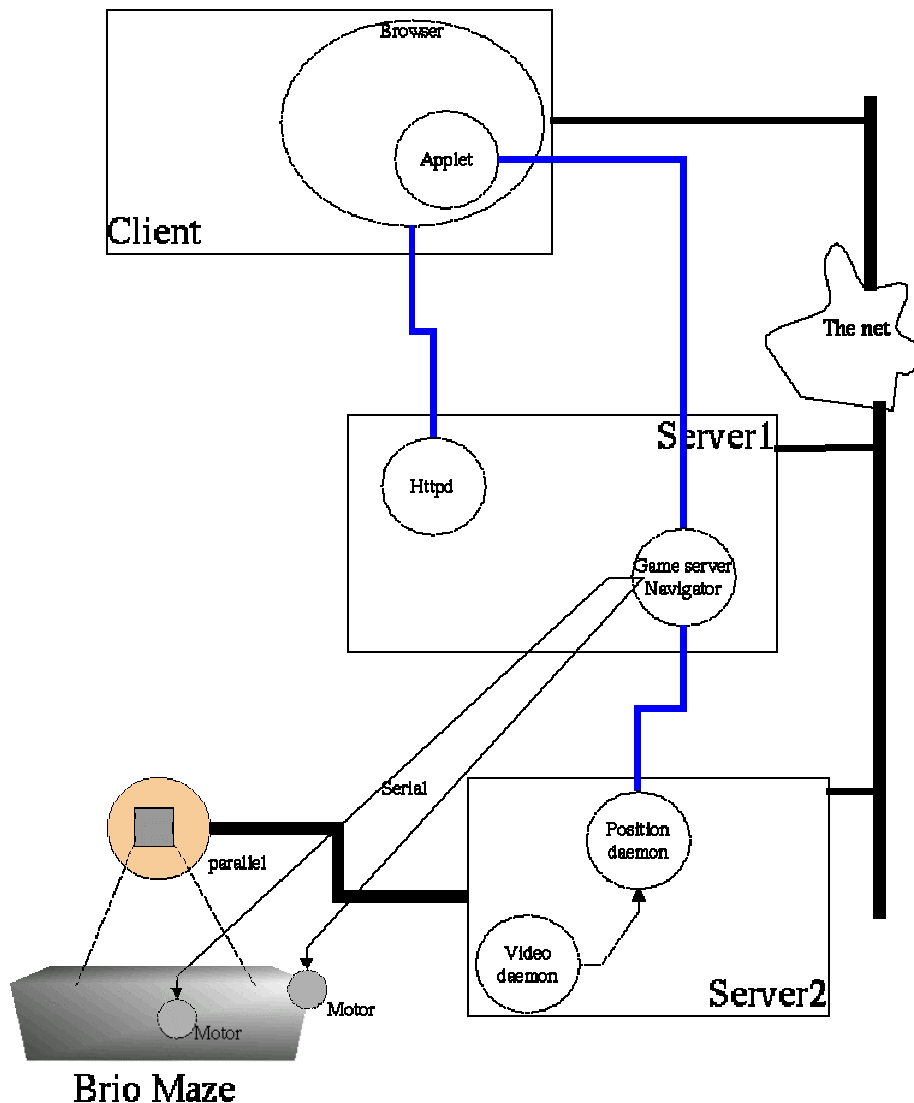 Browser
Applet
Client
The net
Server1
Httpd
Game server
Navigator
Serial
Position
daemon
parallel
Video
daemon
Server2
Motor
Motor
Brio Maze